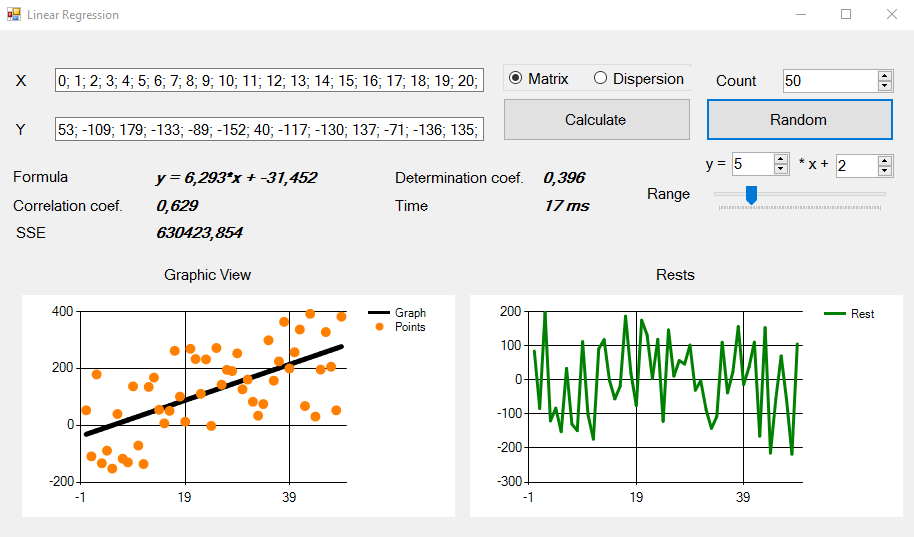 Linear Regression
X 0; 1; 2; 3; 4; 5; 6; 7; 8; 9; 10; 11; 12; 13; 14; 15; 16; 17; 18; 19; 20;
Matrix Dispersion Count 50
Y 53; -109; 179; -133; -89; -152; 40; -117; -130; 137; -71; -136; 135;
Calculate Random
y = 5 * x + 2
Formula y = 6,293*x + -31,452 Determination coef. 0,396
Range
Correlation coef. 0,629 Time 17 ms
SSE 630423,854
Graphic View Rests
400
200
0
-200
-1 19 39
Graph
Points
200
100
0
-100
-200
-300
-1 19 39
Rest